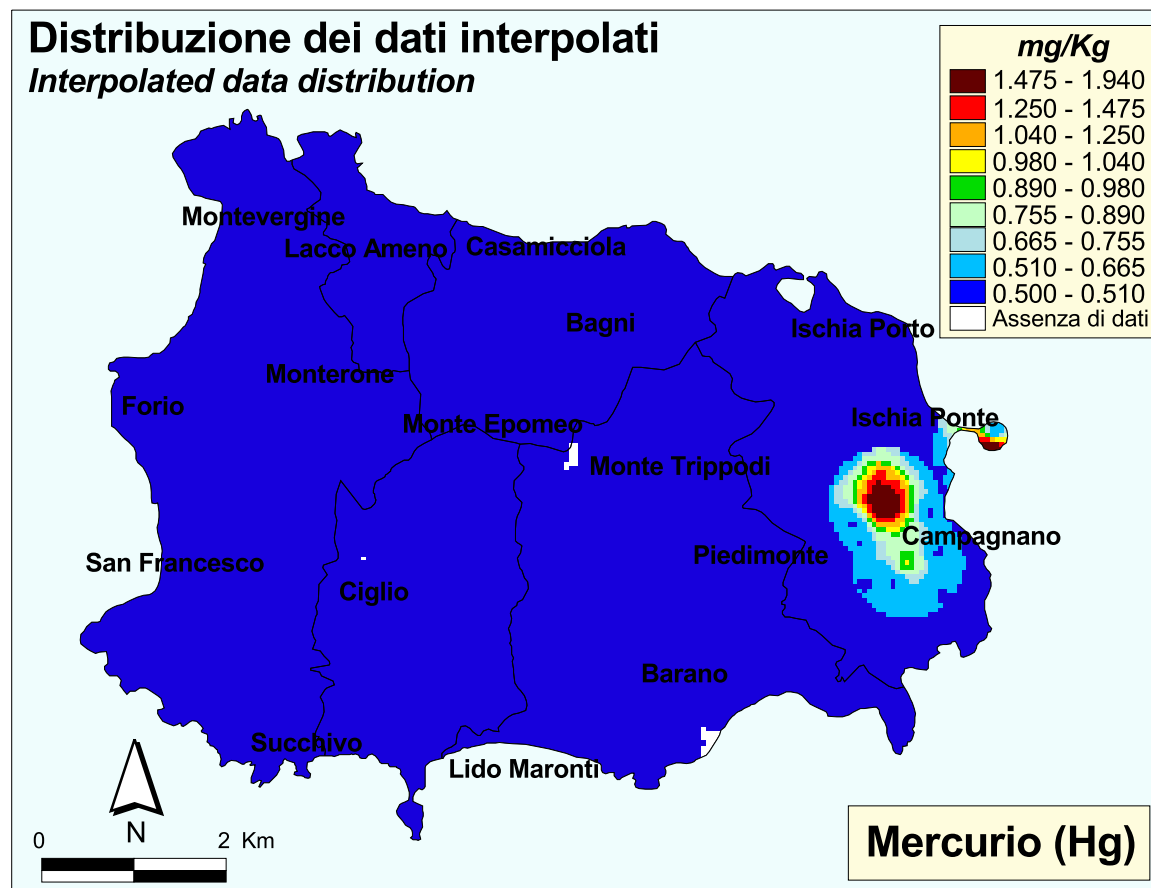 Distribuzione dei dati interpolati
Interpolated data distribution
mg/Kg
1.475 - 1.940
1.250 - 1.475
1.040 - 1.250
0.980 - 1.040
0.890 - 0.980
0.755 - 0.890
0.665 - 0.755
0.510 - 0.665
0.500 - 0.510
Assenza di dati
Montevergine
Lacco Ameno
Casamicciola
Bagni
Ischia Porto
Monterone
Forio
Monte Epomeo
Ischia Ponte
Monte Trippodi
Campagnano
Piedimonte
San Francesco
Ciglio
Barano
Succhivo
Lido Maronti
N
0 2 Km
Mercurio (Hg)